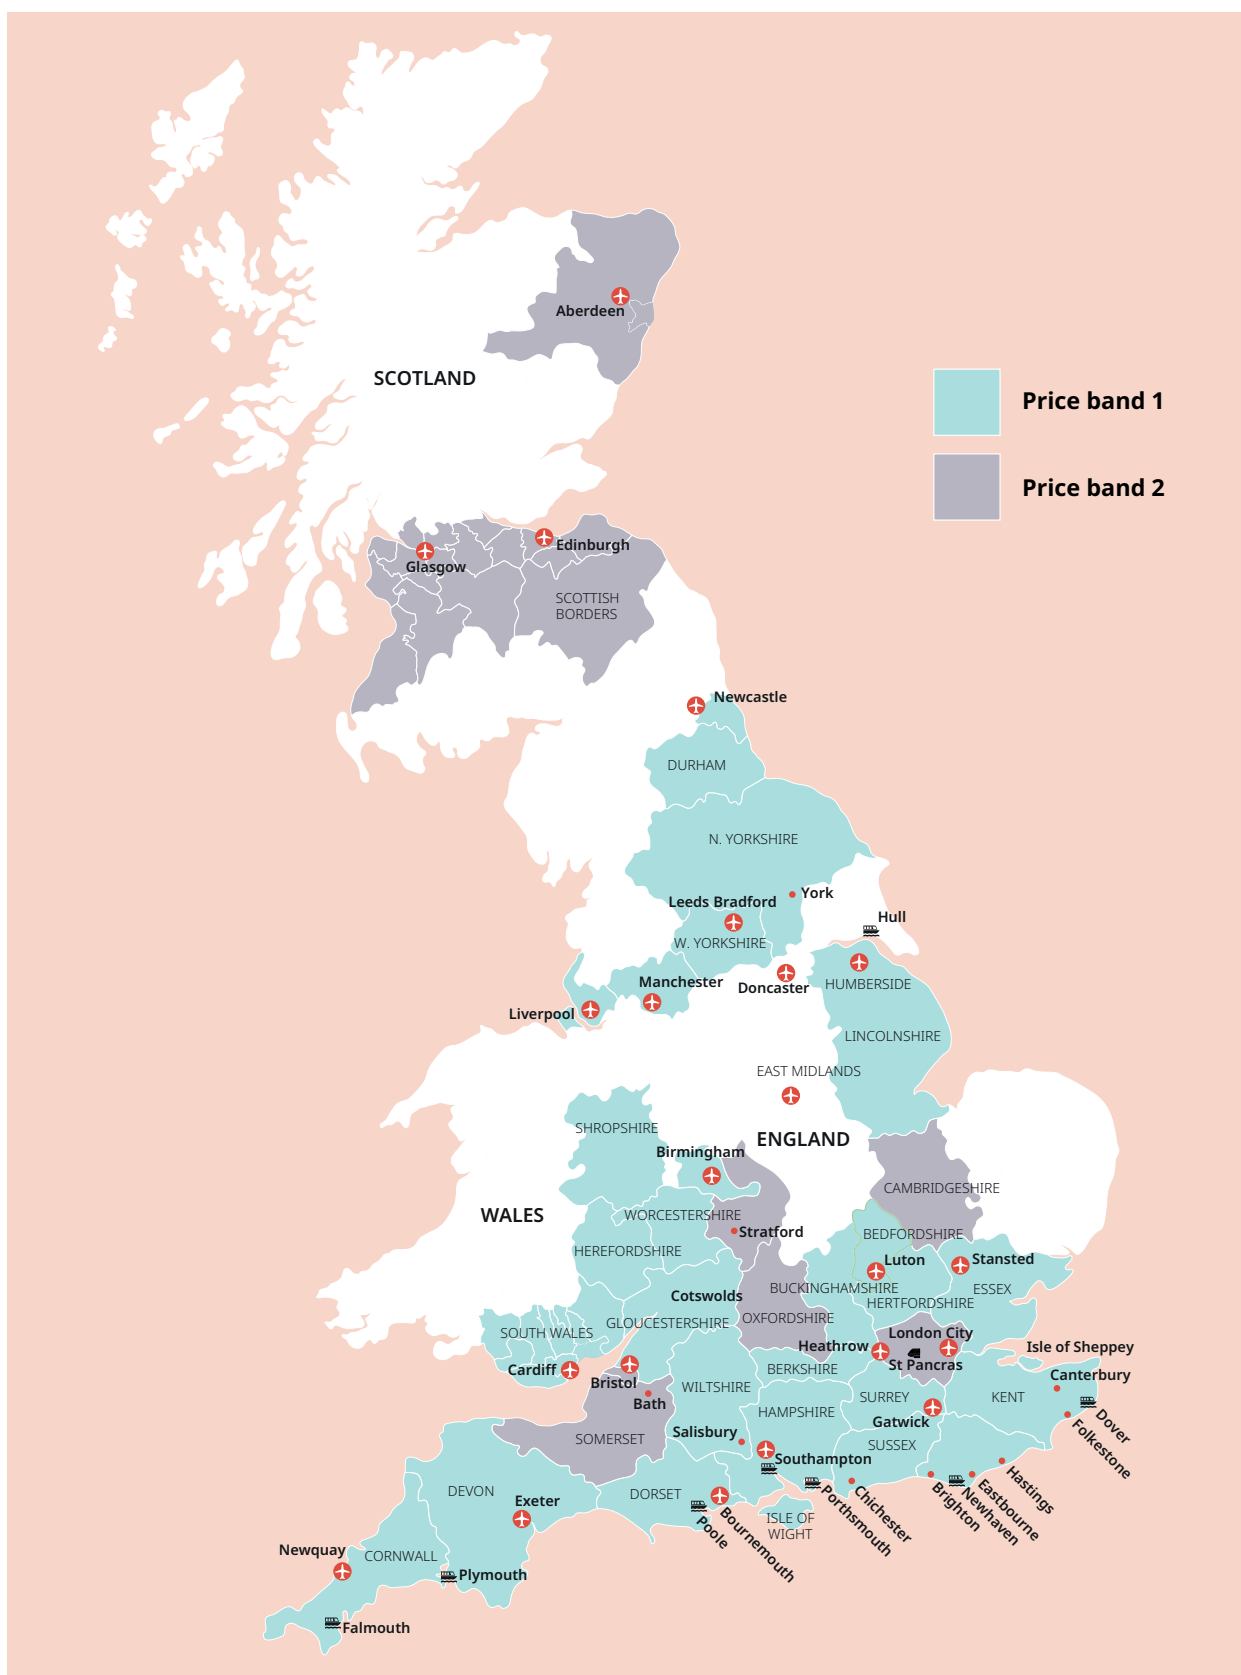 Aberdeen
SCOTLAND
Price band 1
Price band 2
Edinburgh
Glasgow
SCOTTISH
BORDERS
Newcastle
DURHAM
N. YORKSHIRE
York
Leeds Bradford
Hull
W. YORKSHIRE
Manchester
Doncaster
HUMBERSIDE
Liverpool
LINCOLNSHIRE
EAST MIDLANDS
SHROPSHIRE
ENGLAND
Birmingham
CAMBRIDGESHIRE
WALES
WORCESTERSHIRE
Stratford
BEDFORDSHIRE
HEREFORDSHIRE
Luton
Stansted
BUCKINGHAMSHIRE
ESSEX
Cotswolds
HERTFORDSHIRE
OXFORDSHIRE
GLOUCESTERSHIRE
SOUTH WALES
London City
Heathrow
Isle of Sheppey
St Pancras
Cardiff
BERKSHIRE
Canterbury
Bristol
WILTSHIRE
SURREY
KENT
Bath
HAMPSHIRE
Gatwick
Dover
Folkestone
Salisbury
SOMERSET
SUSSEX
Southampton
Hastings
Eastbourne
Newhaven
Brighton
Chichester
Porthsmouth
DEVON
DORSET
Exeter
Poole
Bournemouth
ISLE OF
WIGHT
Newquay
CORNWALL
Plymouth
Falmouth